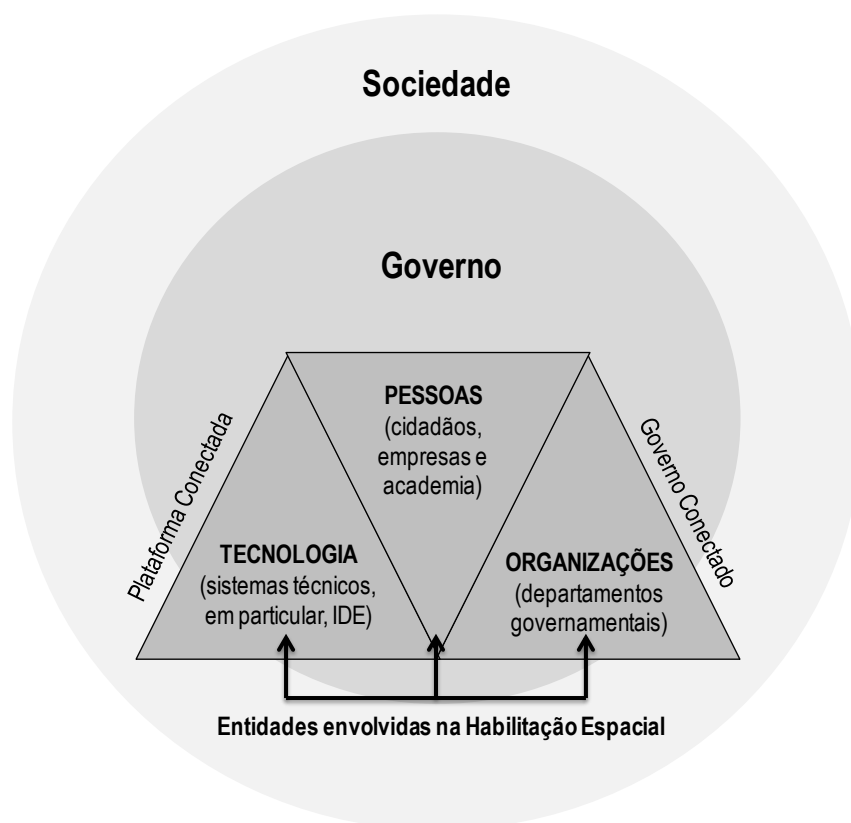 Sociedade
Governo
PESSOAS
(cidadãos,
empresas e
academia)
Plataforma Conectada
Governo Conectado
TECNOLOGIA
(sistemas técnicos,
em particular, IDE)
ORGANIZAÇÕES
(departamentos
governamentais)
Entidades envolvidas na Habilitação Espacial